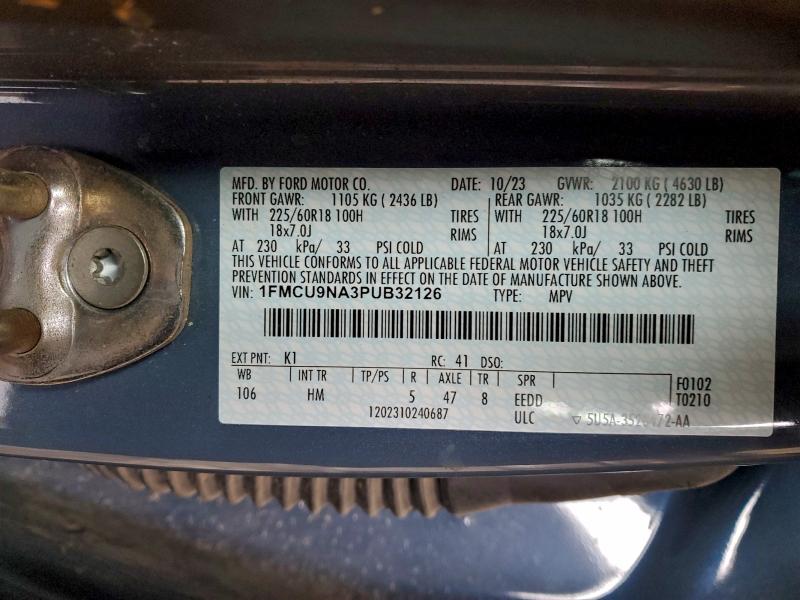 MFD. BY FORD MOTOR CO. DATE: 10/23 GVWR: 2100 KG ( 4630 LB)
FRONT GAWR: 1105 KG ( 2436 LB) REAR GAWR: 1035 KG ( 2282 LB)
WITH 225/60R18 100H TIRES WITH 225/60R18 100H TIRES
18x7.0J RIMS 18x7.0J RIMS
AT 230 kPa/ 33 PSI COLD AT 230 kPa/ 33 PSI COLD
THIS VEHICLE CONFORMS TO ALL APPLICABLE FEDERAL MOTOR VEHICLE SAFETY AND THEFT
PREVENTION STANDARDS IN EFFECT ON THE DATE OF MANUFACTURE SHOWN ABOVE.
VIN: 1FMCU9NA3PUB32126 TYPE: MPV
EXT PNT: K1 RC: 41 DSO:
WB INT TR TP/PS R AXLE TR SPR F0102
106 HM 5 47 8 EEDD T0210
1202310240687 ULC